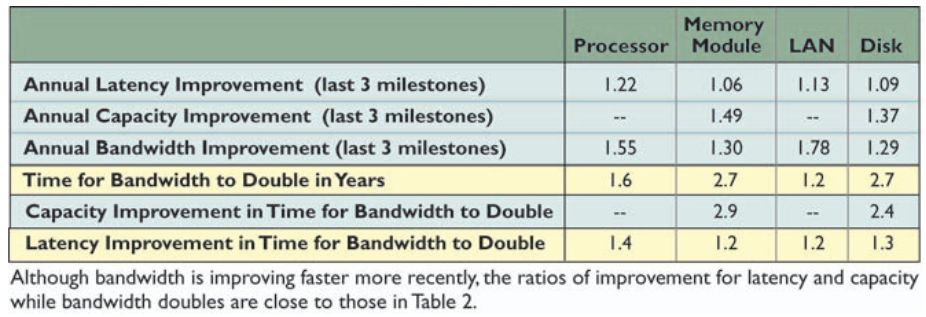 Processor Memory Module LAN Disk
Annual Latency Improvement (last 3 milestones) 1.22 1.06 1.13 1.09
Annual Capacity Improvement (last 3 milestones) -- 1.49 -- 1.37
Annual Bandwidth Improvement (last 3 milestones) 1.55 1.30 1.78 1.29
Time for Bandwidth to Double in Years 1.6 2.7 1.2 2.7
Capacity Improvement in Time for Bandwidth to Double -- 2.9 -- 2.4
Latency Improvement in Time for Bandwidth to Double 1.4 1.2 1.2 1.3
Although bandwidth is improving faster more recently, the ratios of improvement for latency and capacity
while bandwidth doubles are close to those in Table 2.